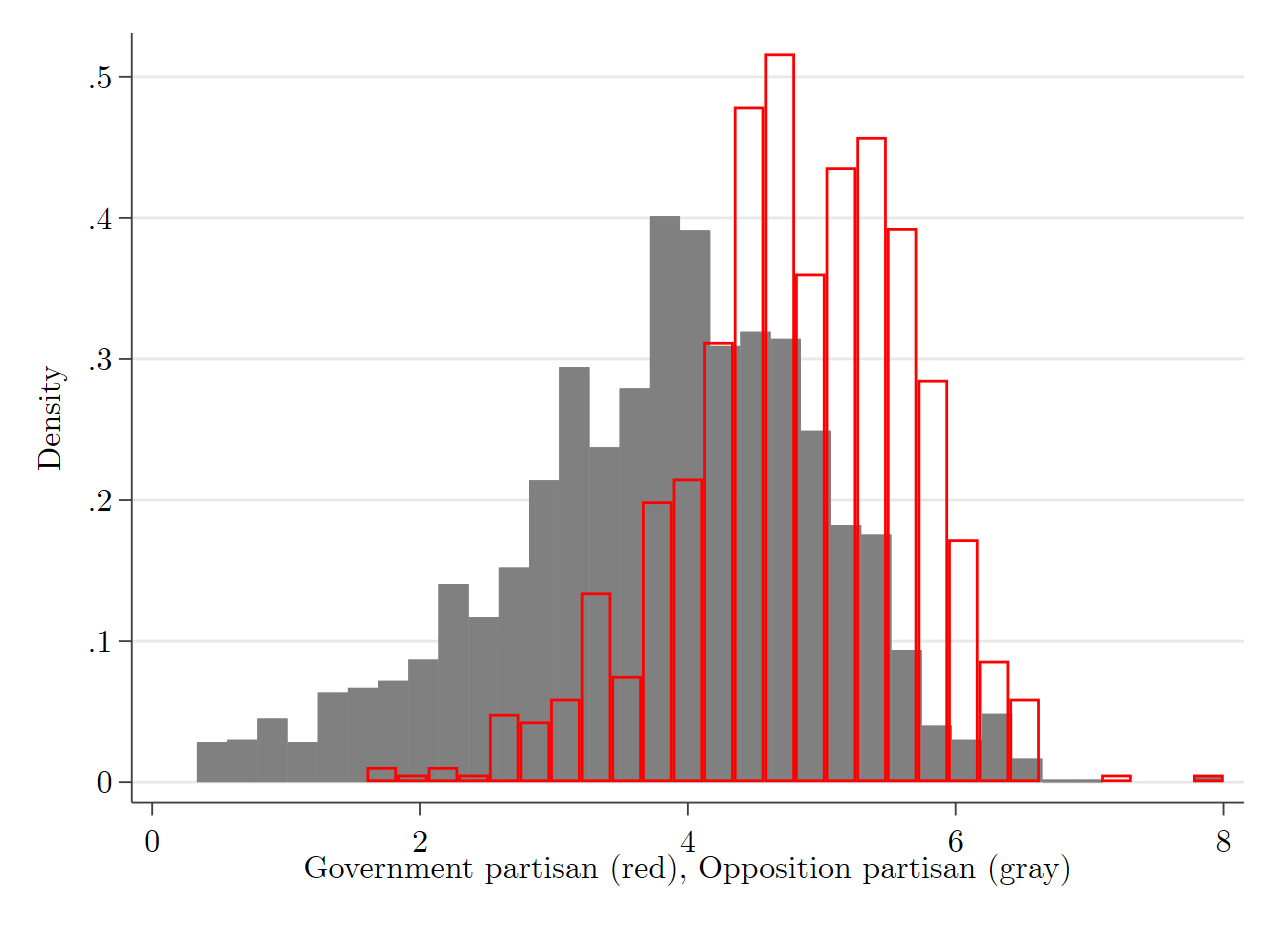 Density
.5
.4
.3
.2
.1
0
0 2 4 6 8
Government partisan (red), Opposition partisan (gray)